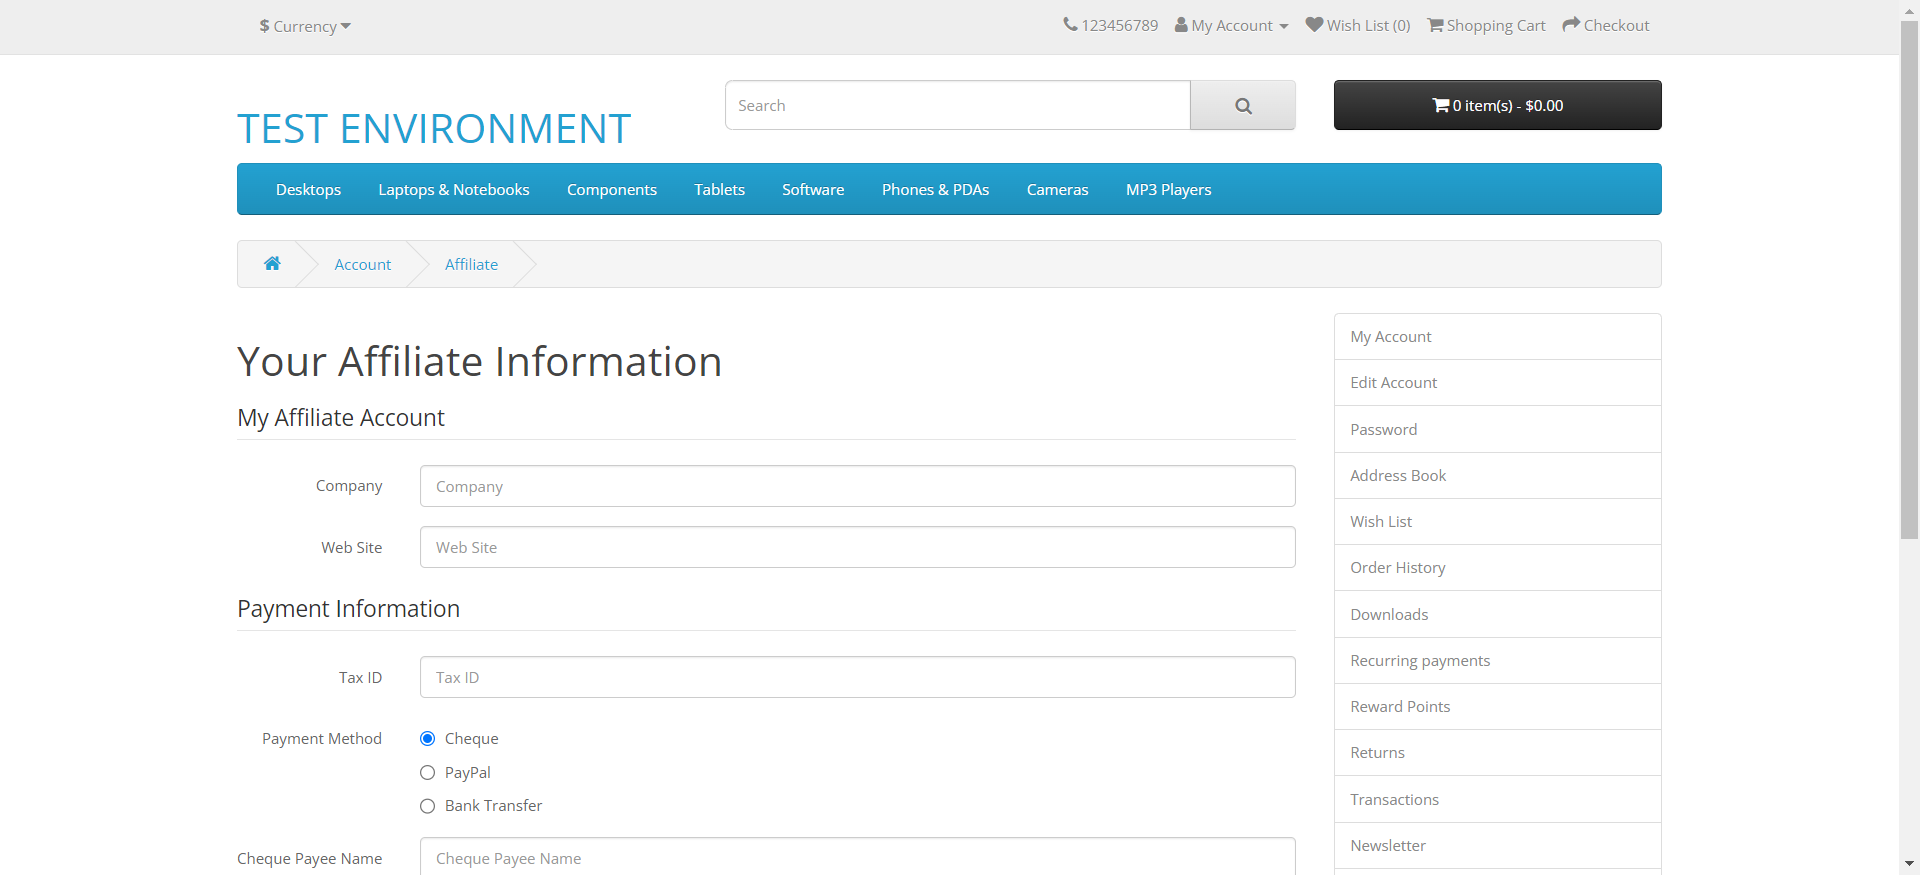 $ Currency
123456789 My Account Wish List (0) Shopping Cart Checkout
TEST ENVIRONMENT
Search
0 item(s) - $0.00
Desktops Laptops & Notebooks Components Tablets Software Phones & PDAs Cameras MP3 Players
Account Affiliate
Your Affiliate Information
My Affiliate Account
Company Company
Web Site Web Site
Payment Information
Tax ID Tax ID
Payment Method Cheque
PayPal
Bank Transfer
Cheque Payee Name Cheque Payee Name
My Account
Edit Account
Password
Address Book
Wish List
Order History
Downloads
Recurring payments
Reward Points
Returns
Transactions
Newsletter